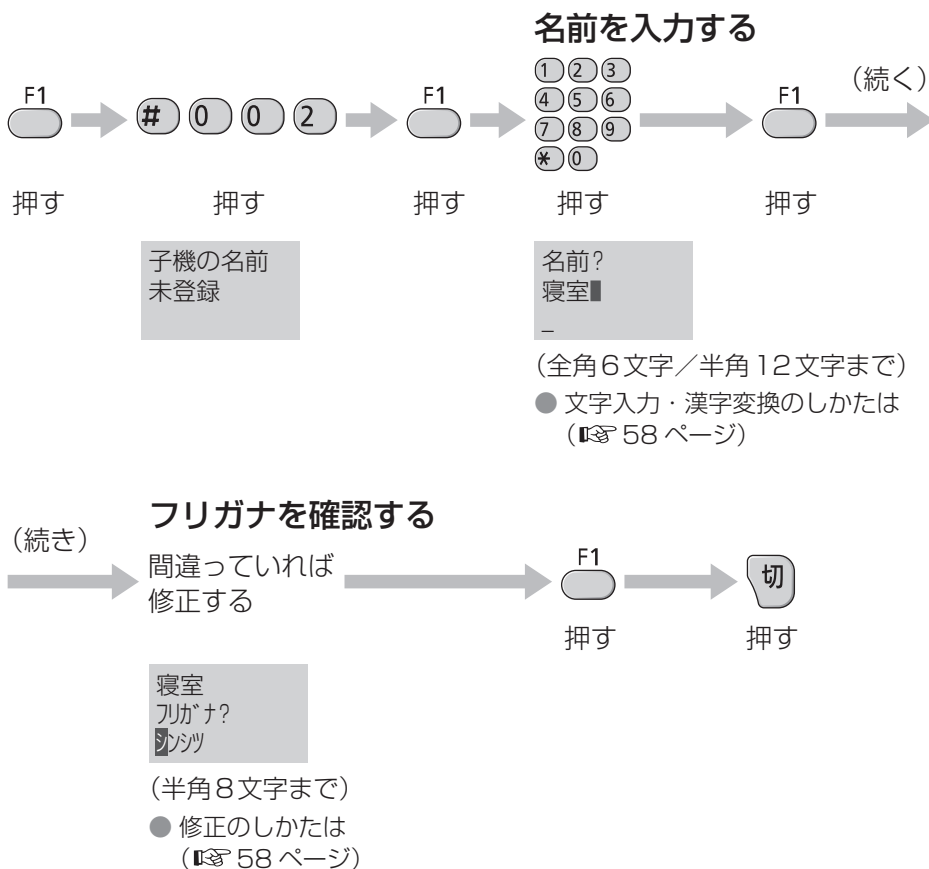 名前を入力する
F1
# 0 0 2
F1
1 2 3
4 5 6
7 8 9
* 0
F1
（続く）
押す
押す
押す
押す
押す
子機の名前
未登録
名前?
寝室
_
（全角6文字／半角12文字まで）
● 文字入力・漢字変換のしかたは
（☞ 58 ページ）
（続き）
フリガナを確認する
間違っていれば
修正する
F1
切
押す
押す
寝室
ﾌﾘｶﾞﾅ?
ｼﾝｼﾂ
（半角8文字まで）
● 修正のしかたは
（☞ 58 ページ）